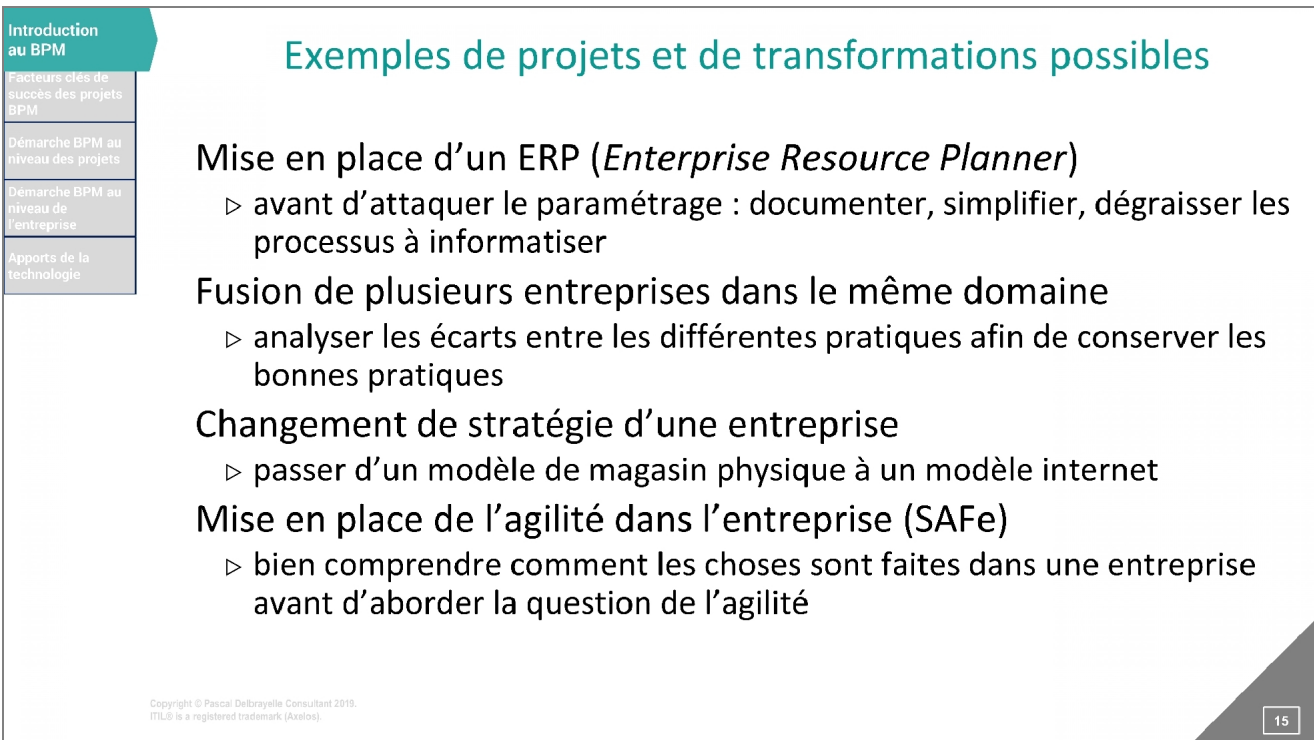 Introduction
au BPM
Facteurs clés de
succès des projets
BPM
Démarche BPM au
niveau des projets
Démarche BPM au
niveau de
l'entreprise
Apports de la
technologie
Exemples de projets et de transformations possibles
Mise en place d’un ERP (Enterprise Resource Planner)
▷ avant d’attaquer le paramétrage : documenter, simplifier, dégraisser les
processus à informatiser
Fusion de plusieurs entreprises dans le même domaine
▷ analyser les écarts entre les différentes pratiques afin de conserver les
bonnes pratiques
Changement de stratégie d’une entreprise
▷ passer d’un modèle de magasin physique à un modèle internet
Mise en place de l’agilité dans l’entreprise (SAFe)
▷ bien comprendre comment les choses sont faites dans une entreprise
avant d’aborder la question de l’agilité
Copyright © Pascal Delbrayelle Consultant 2019.
ITIL® is a registered trademark (Axelos).
15